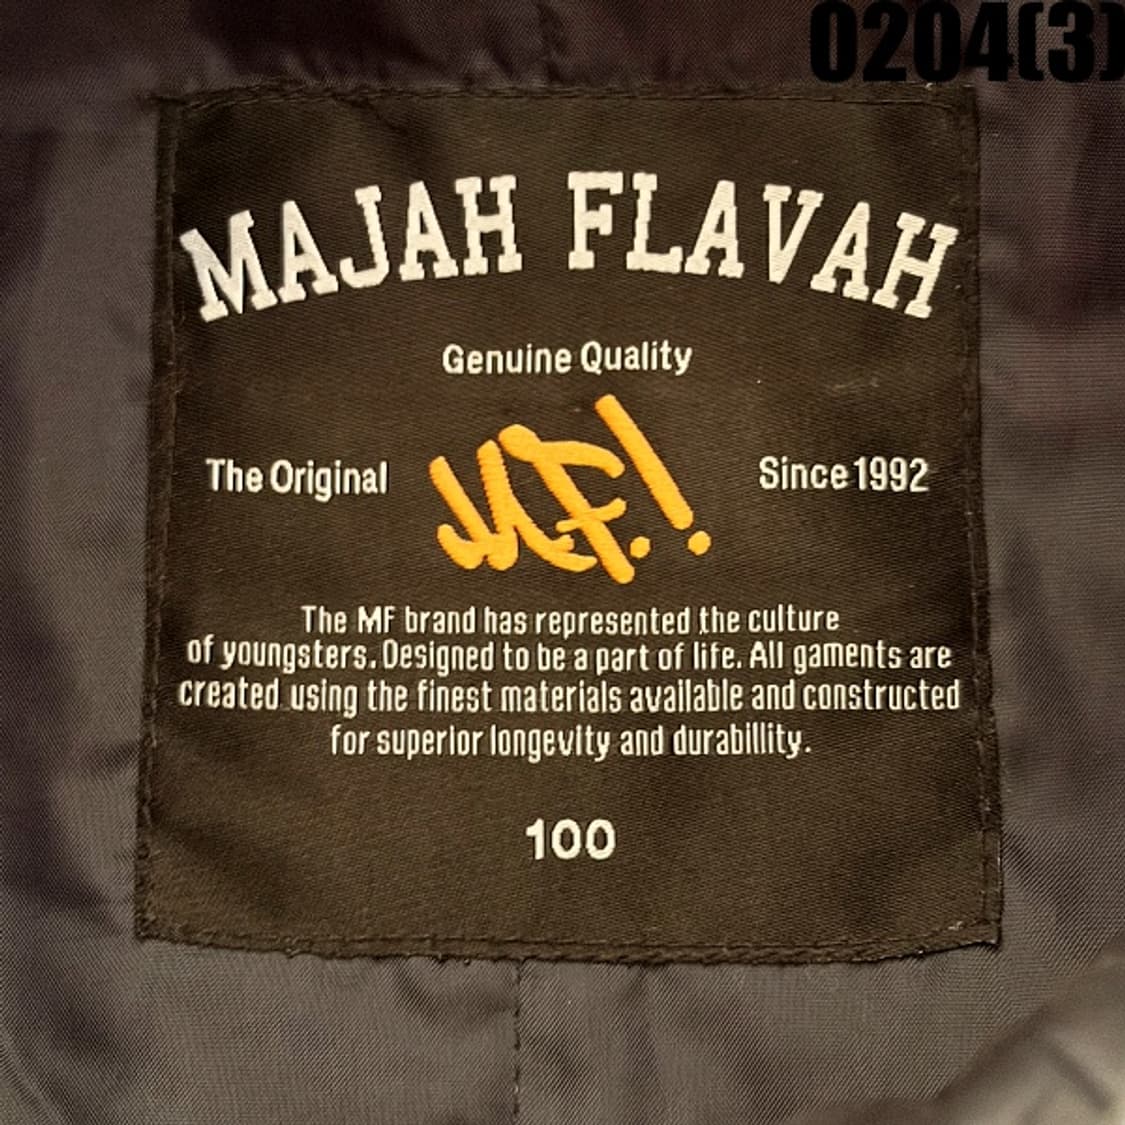 0204(3)
MAJAH FLAVAH
Genuine Quality
The Original MF.! Since 1992
The MF brand has represented the culture
of youngsters. Designed to be a part of life. All gaments are
created using the finest materials available and constructed
for superior longevity and durabillity.
100